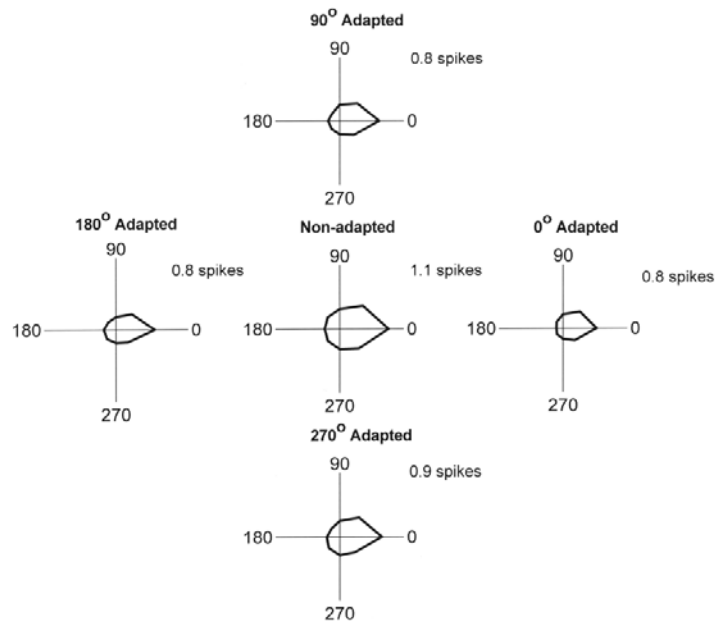 90° Adapted
90
0.8 spikes
180
0
270
180° Adapted
90
0.8 spikes
180
0
270
Non-adapted
90
1.1 spikes
180
0
270
0° Adapted
90
0.8 spikes
180
0
270
270° Adapted
90
0.9 spikes
180
0
270